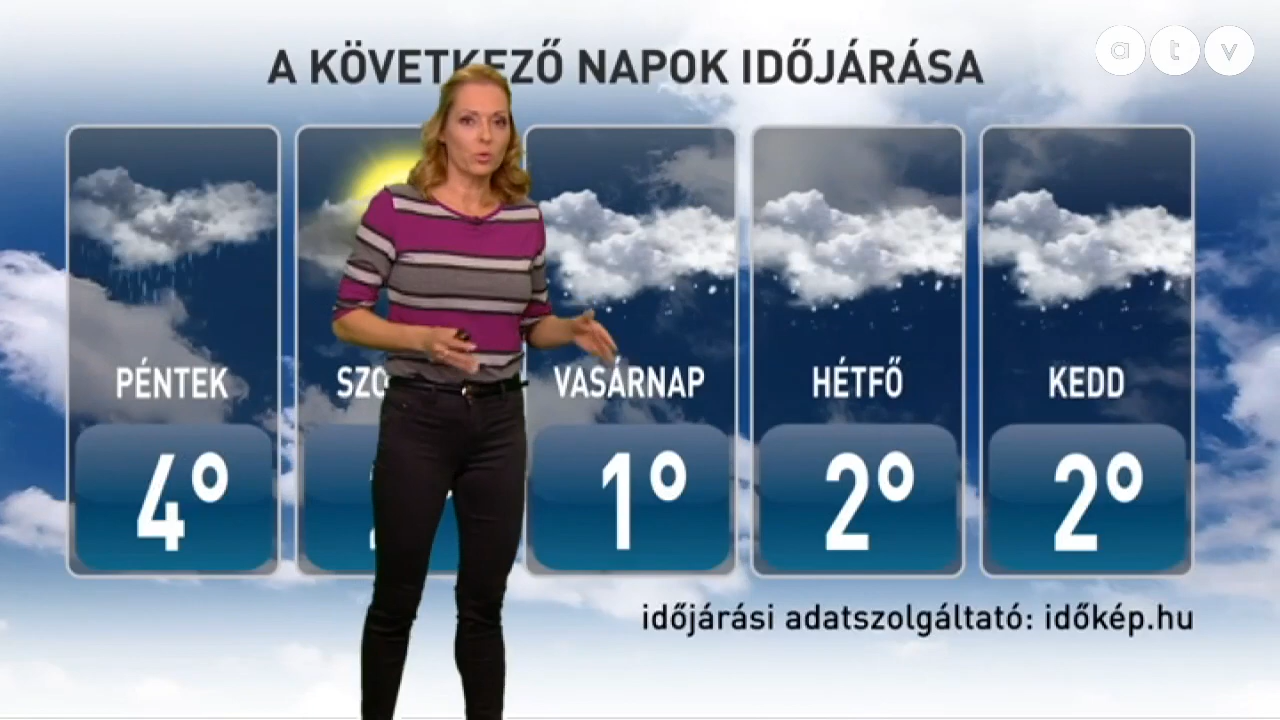 A KÖVETKEZŐ NAPOK IDŐJÁRÁSA
atv
PÉNTEK
VASÁRNAP
HÉTFŐ
KEDD
4°
1°
2°
2°
időjárási adatszolgáltató: időkép.hu